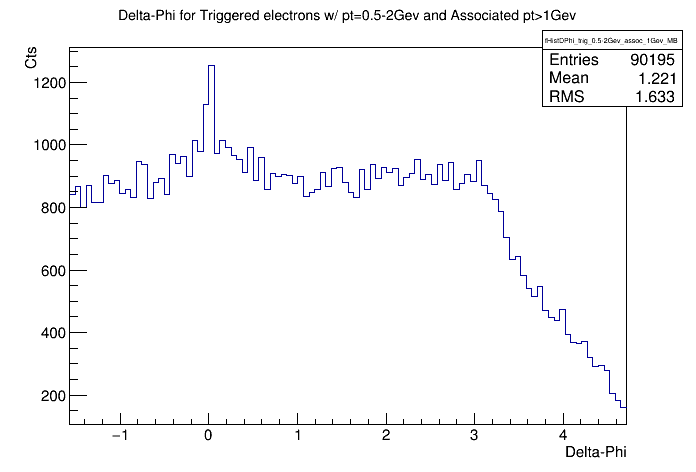 Delta-Phi for Triggered electrons w/ pt=0.5-2Gev and Associated pt>1Gev
fHistDPhi_trig_0.5-2Gev_assoc_1Gev_MB
Entries 90195
Mean 1.221
RMS 1.633
Cts
1200
1000
800
600
400
200
−1 0 1 2 3 4
Delta-Phi